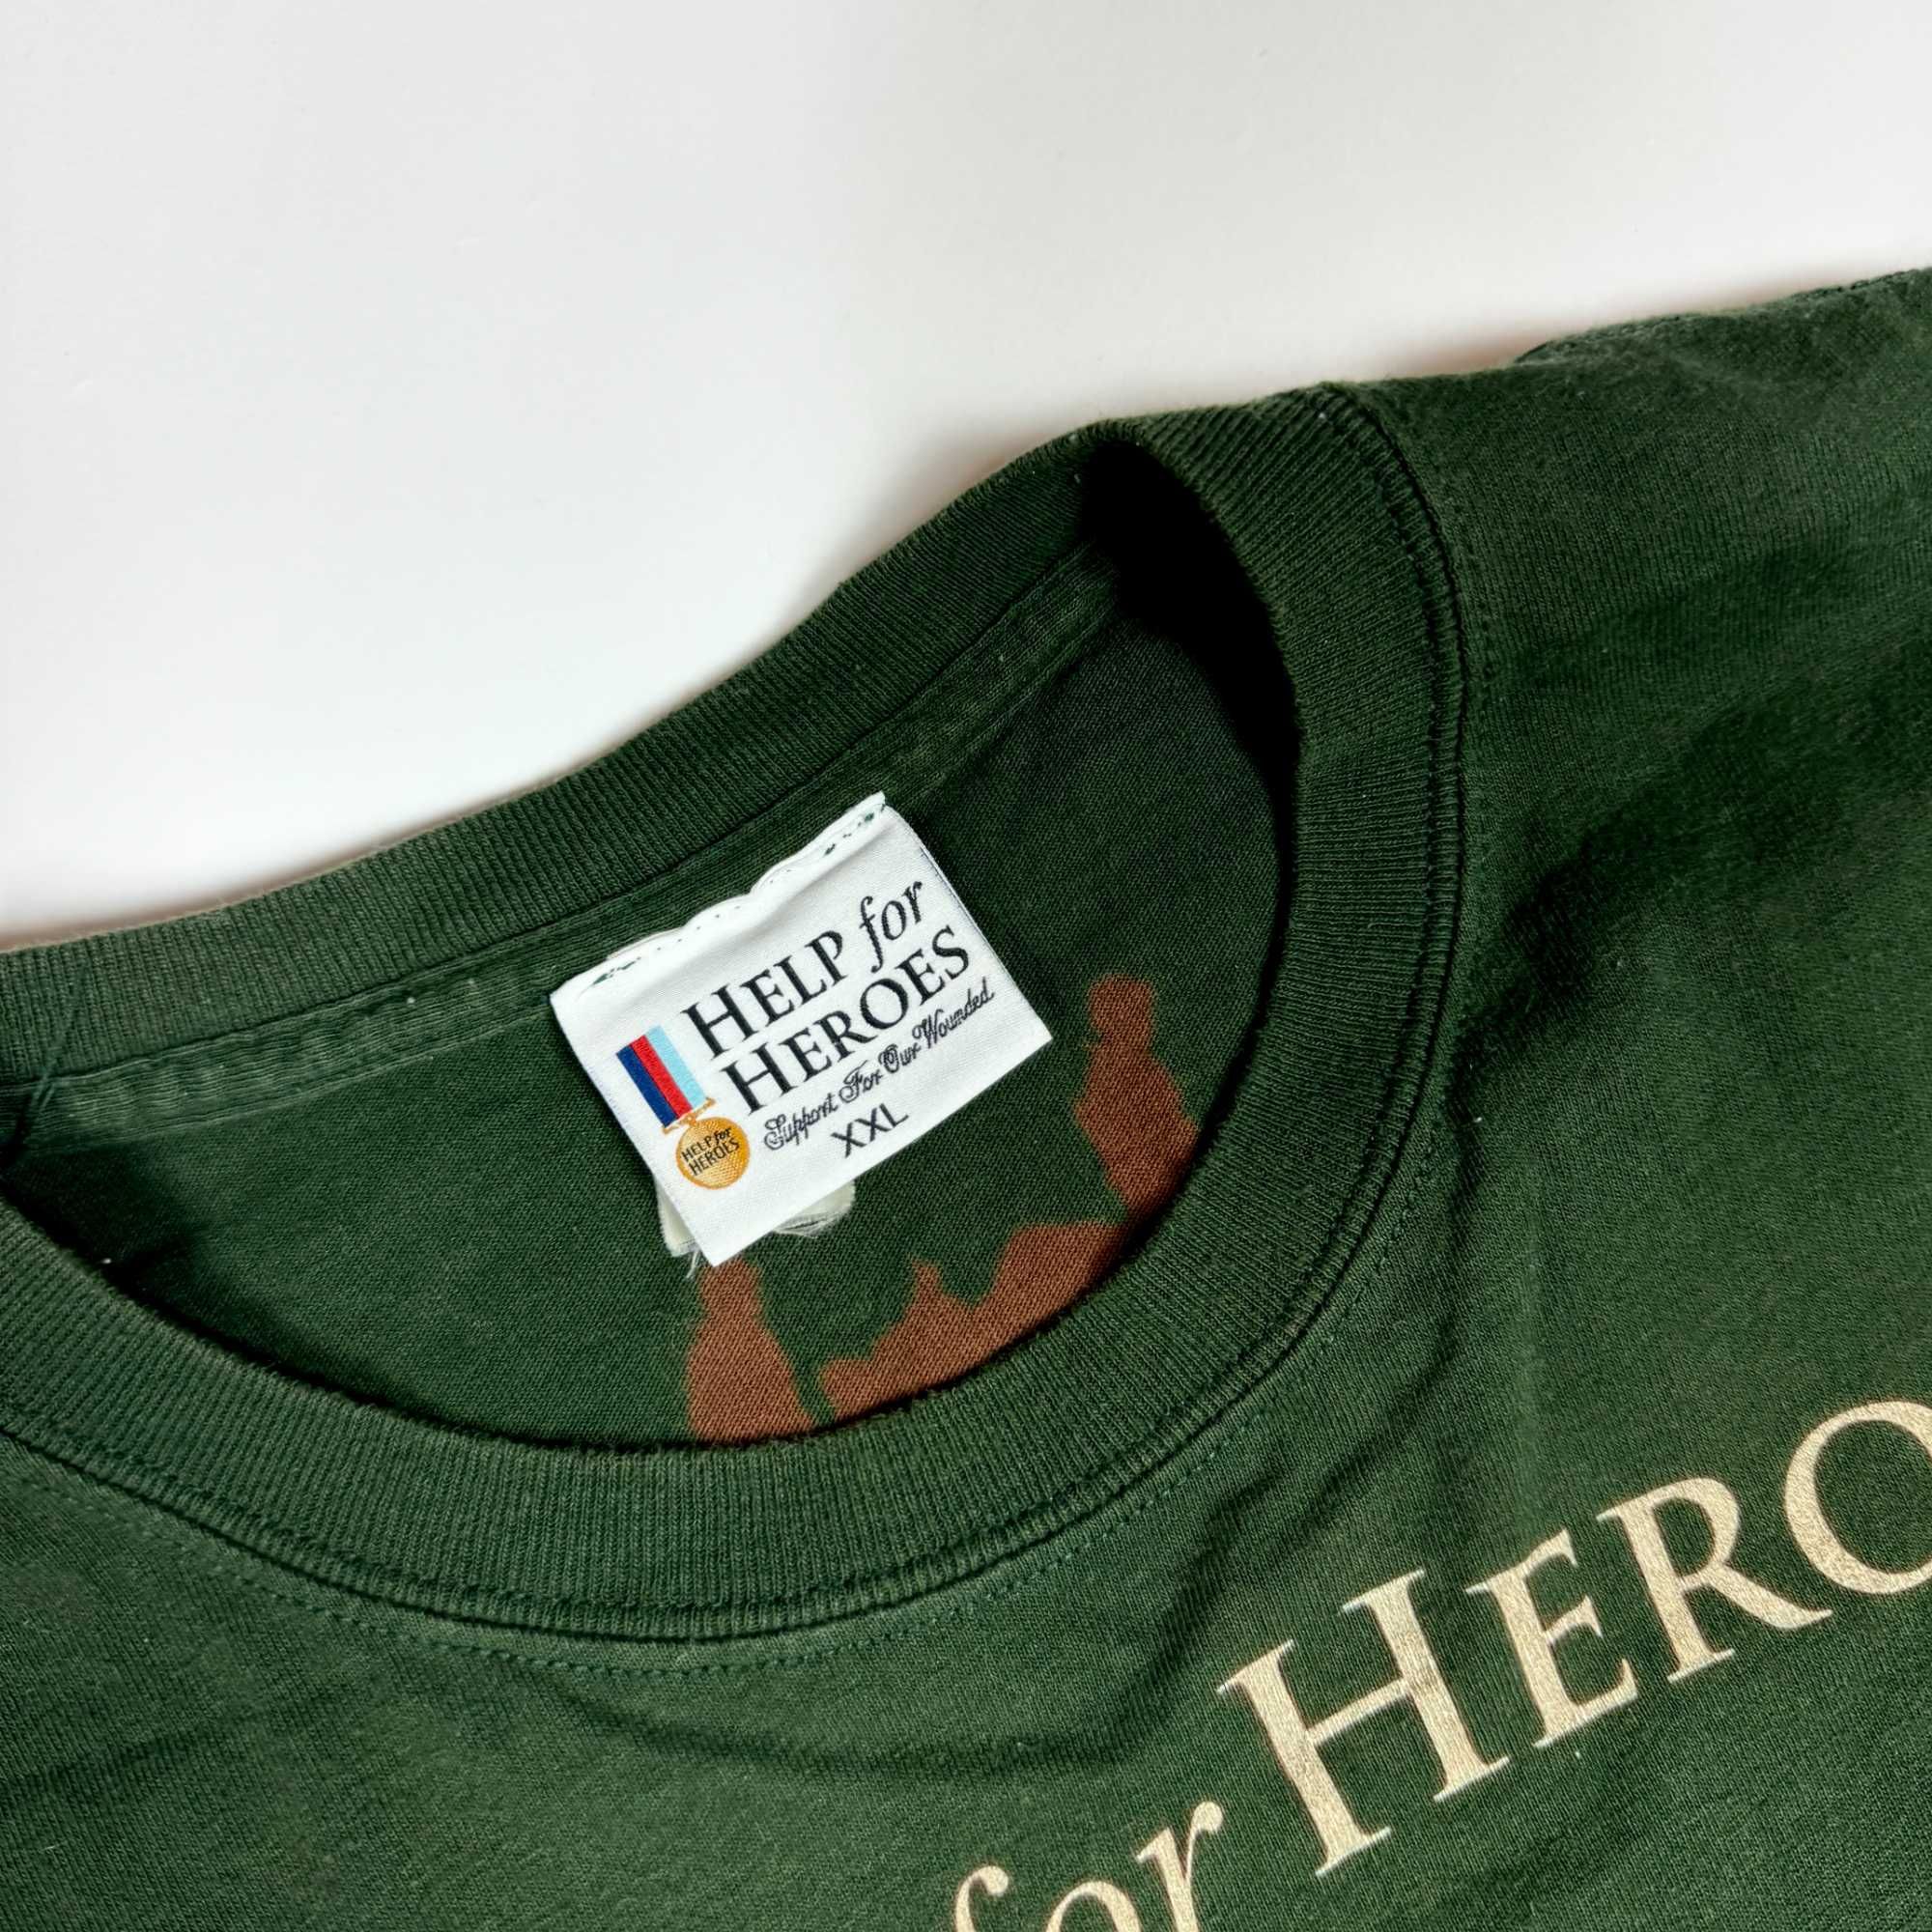 HELP for
HEROES
Support For Our Wounded
XXL
HELP for
HEROES
for HERO